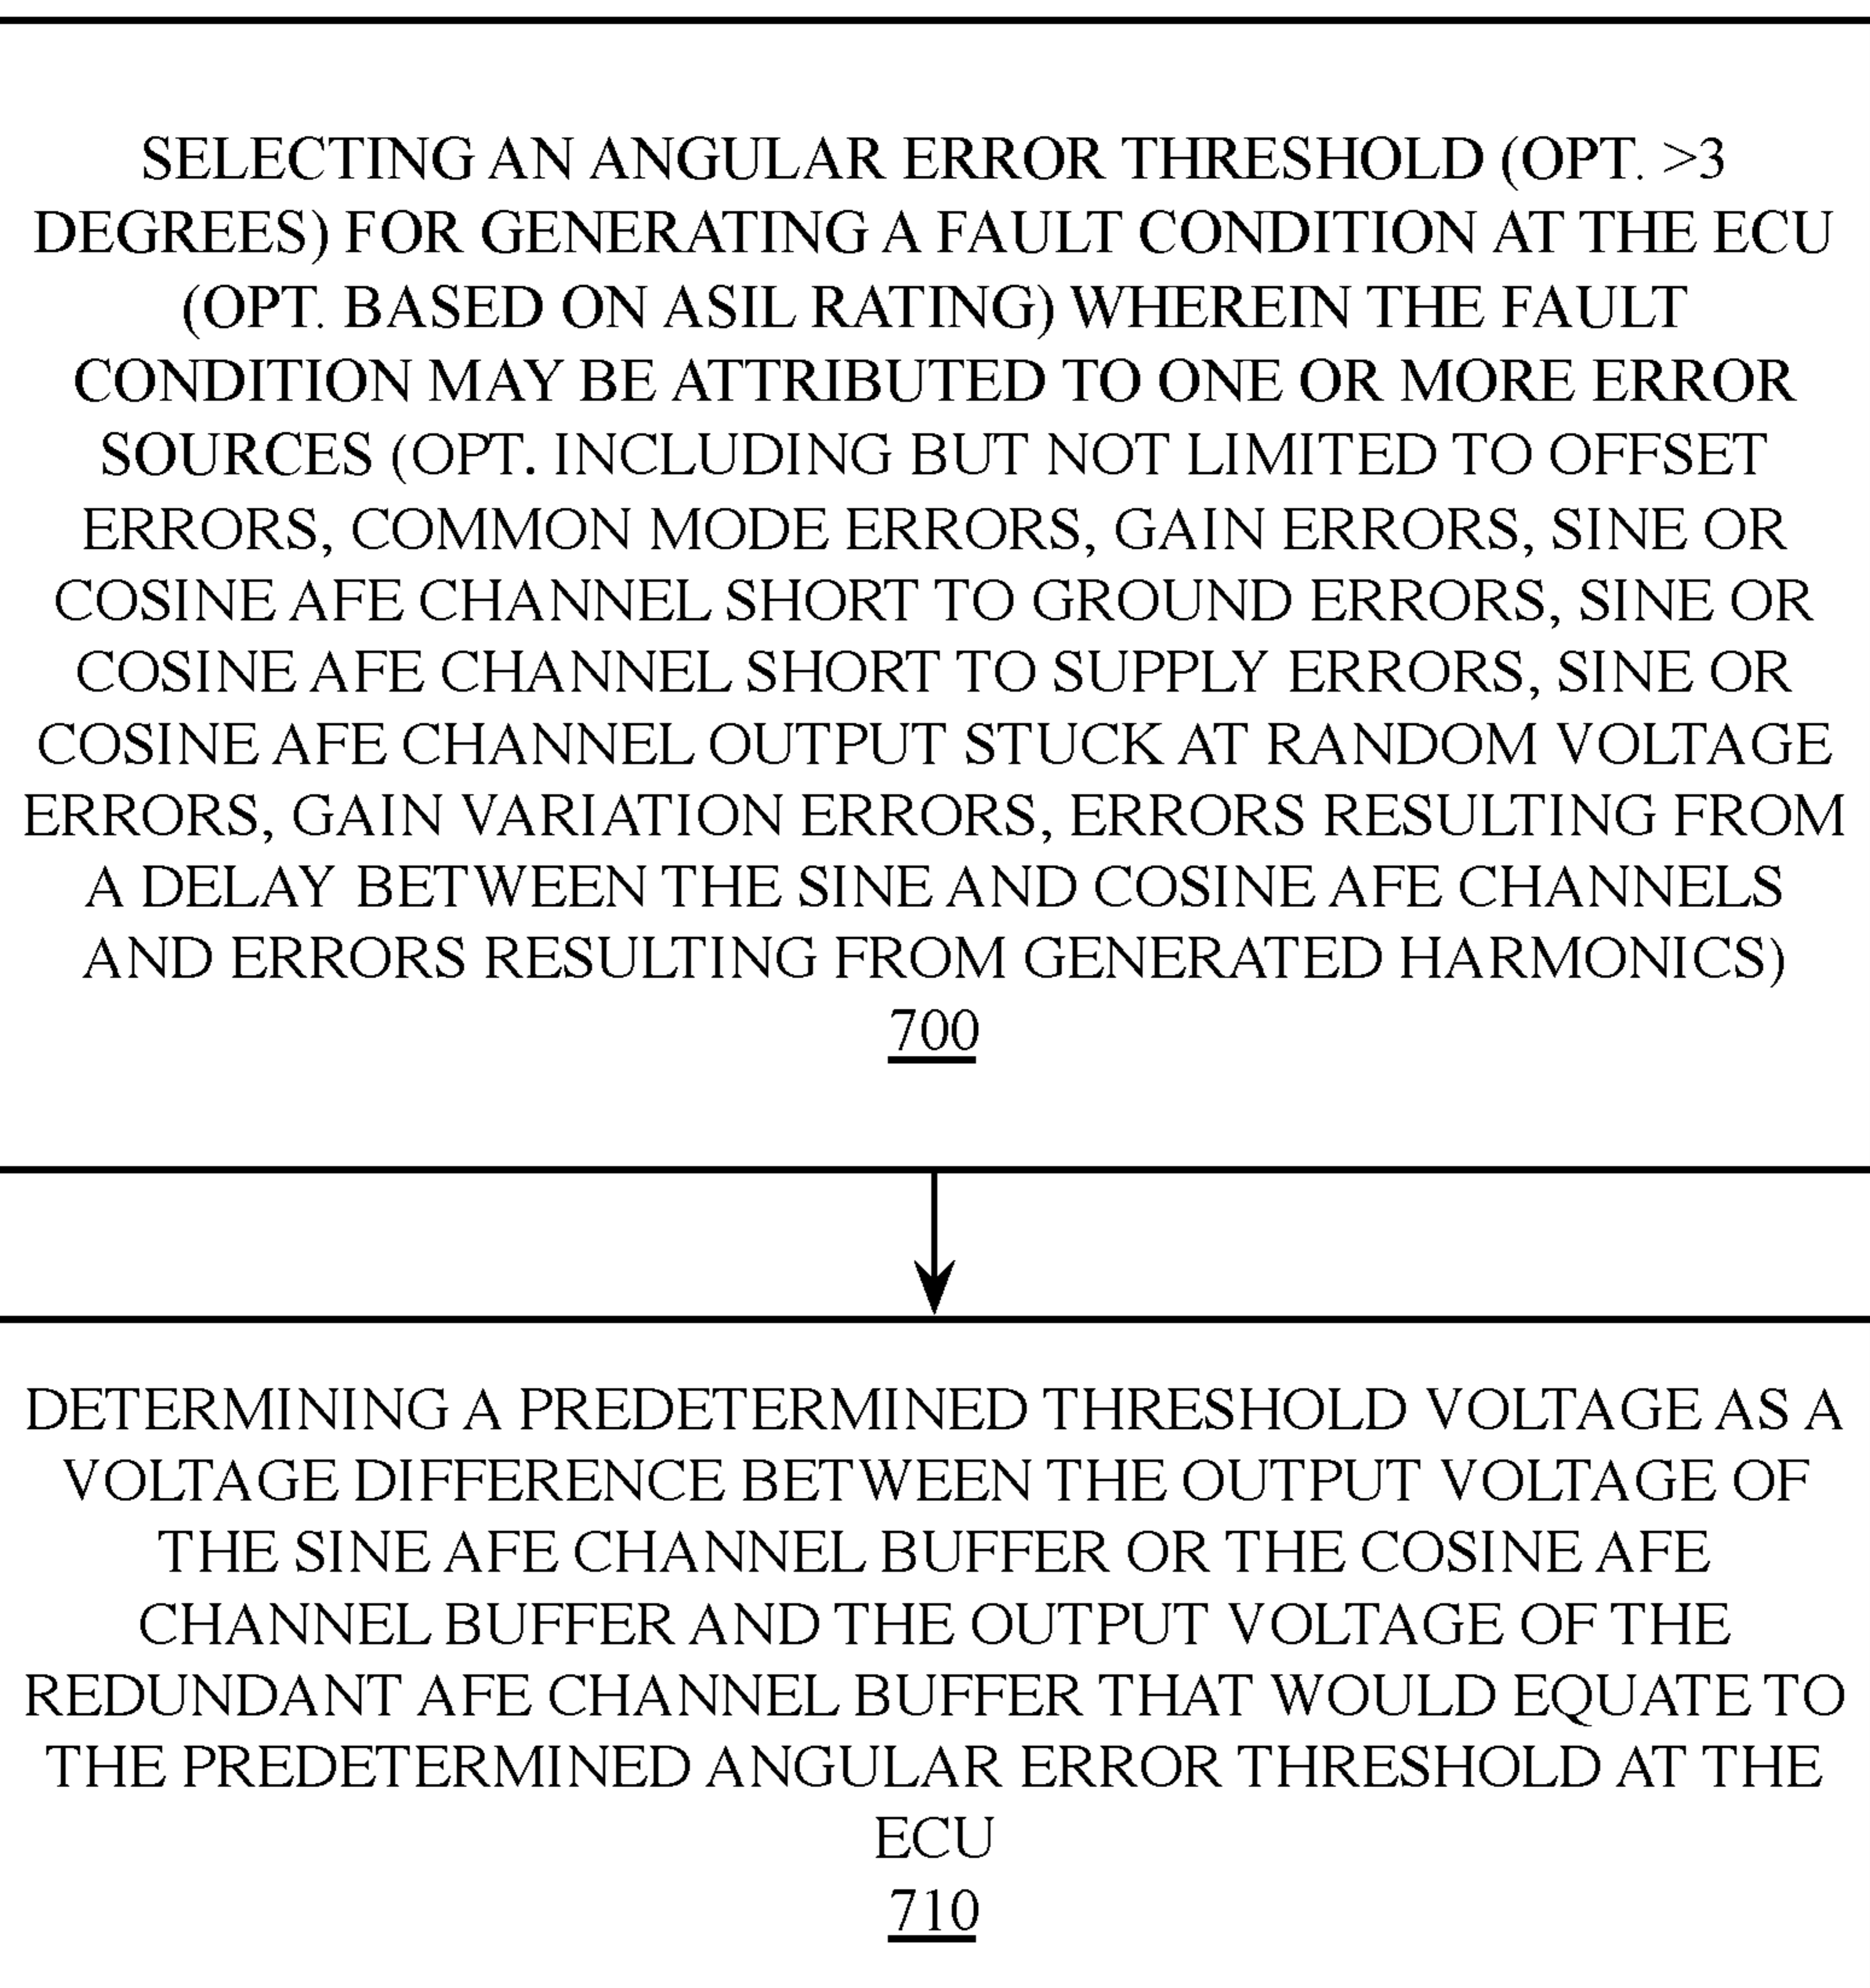 SELECTING AN ANGULAR ERROR THRESHOLD (OPT. >3
DEGREES) FOR GENERATING A FAULT CONDITION AT THE ECU
(OPT. BASED ON ASIL RATING) WHEREIN THE FAULT
CONDITION MAY BE ATTRIBUTED TO ONE OR MORE ERROR
SOURCES (OPT. INCLUDING BUT NOT LIMITED TO OFFSET
ERRORS, COMMON MODE ERRORS, GAIN ERRORS, SINE OR
COSINE AFE CHANNEL SHORT TO GROUND ERRORS, SINE OR
COSINE AFE CHANNEL SHORT TO SUPPLY ERRORS, SINE OR
COSINE AFE CHANNEL OUTPUT STUCK AT RANDOM VOLTAGE
ERRORS, GAIN VARIATION ERRORS, ERRORS RESULTING FROM
A DELAY BETWEEN THE SINE AND COSINE AFE CHANNELS
AND ERRORS RESULTING FROM GENERATED HARMONICS)
700
DETERMINING A PREDETERMINED THRESHOLD VOLTAGE AS A
VOLTAGE DIFFERENCE BETWEEN THE OUTPUT VOLTAGE OF
THE SINE AFE CHANNEL BUFFER OR THE COSINE AFE
CHANNEL BUFFER AND THE OUTPUT VOLTAGE OF THE
REDUNDANT AFE CHANNEL BUFFER THAT WOULD EQUATE TO
THE PREDETERMINED ANGULAR ERROR THRESHOLD AT THE
ECU
710